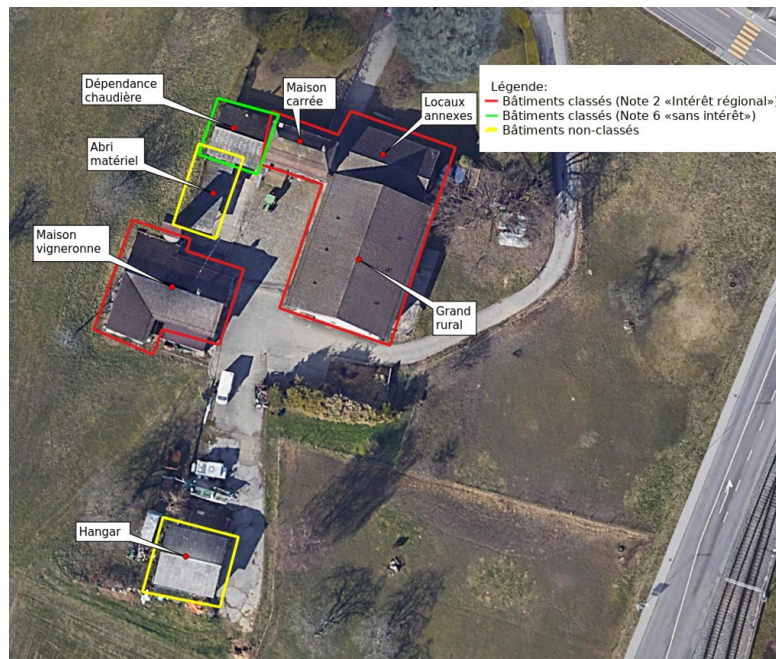 Dépendance
chaudière
Maison
carrée
Locaux
annexes
Légende:
Bâtiments classés (Note 2 «Intérêt régional»)
Bâtiments classés (Note 6 «sans intérêt»)
Bâtiments non-classés
Abri
matériel
Maison
vigneronne
Grand
rural
Hangar